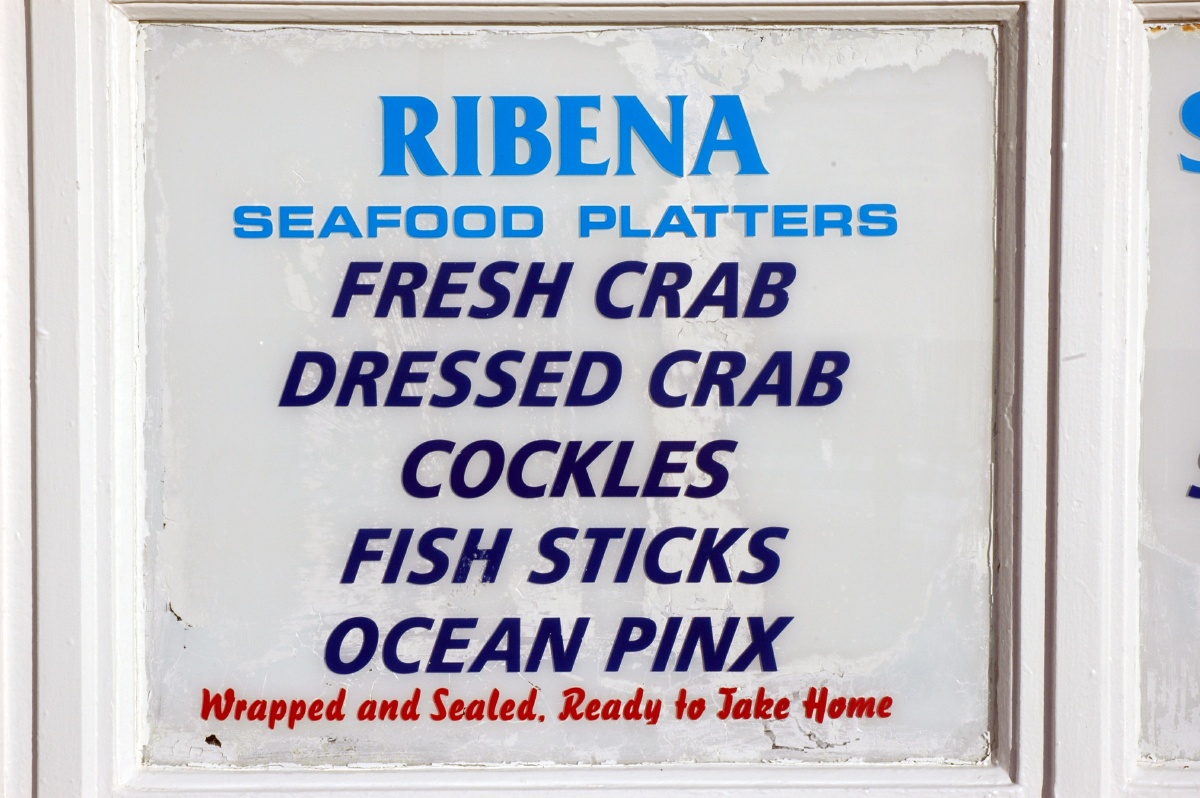 RIBENA
SEAFOOD PLATTERS
FRESH CRAB
DRESSED CRAB
COCKLES
FISH STICKS
OCEAN PINX
Wrapped and Sealed. Ready to Take Home